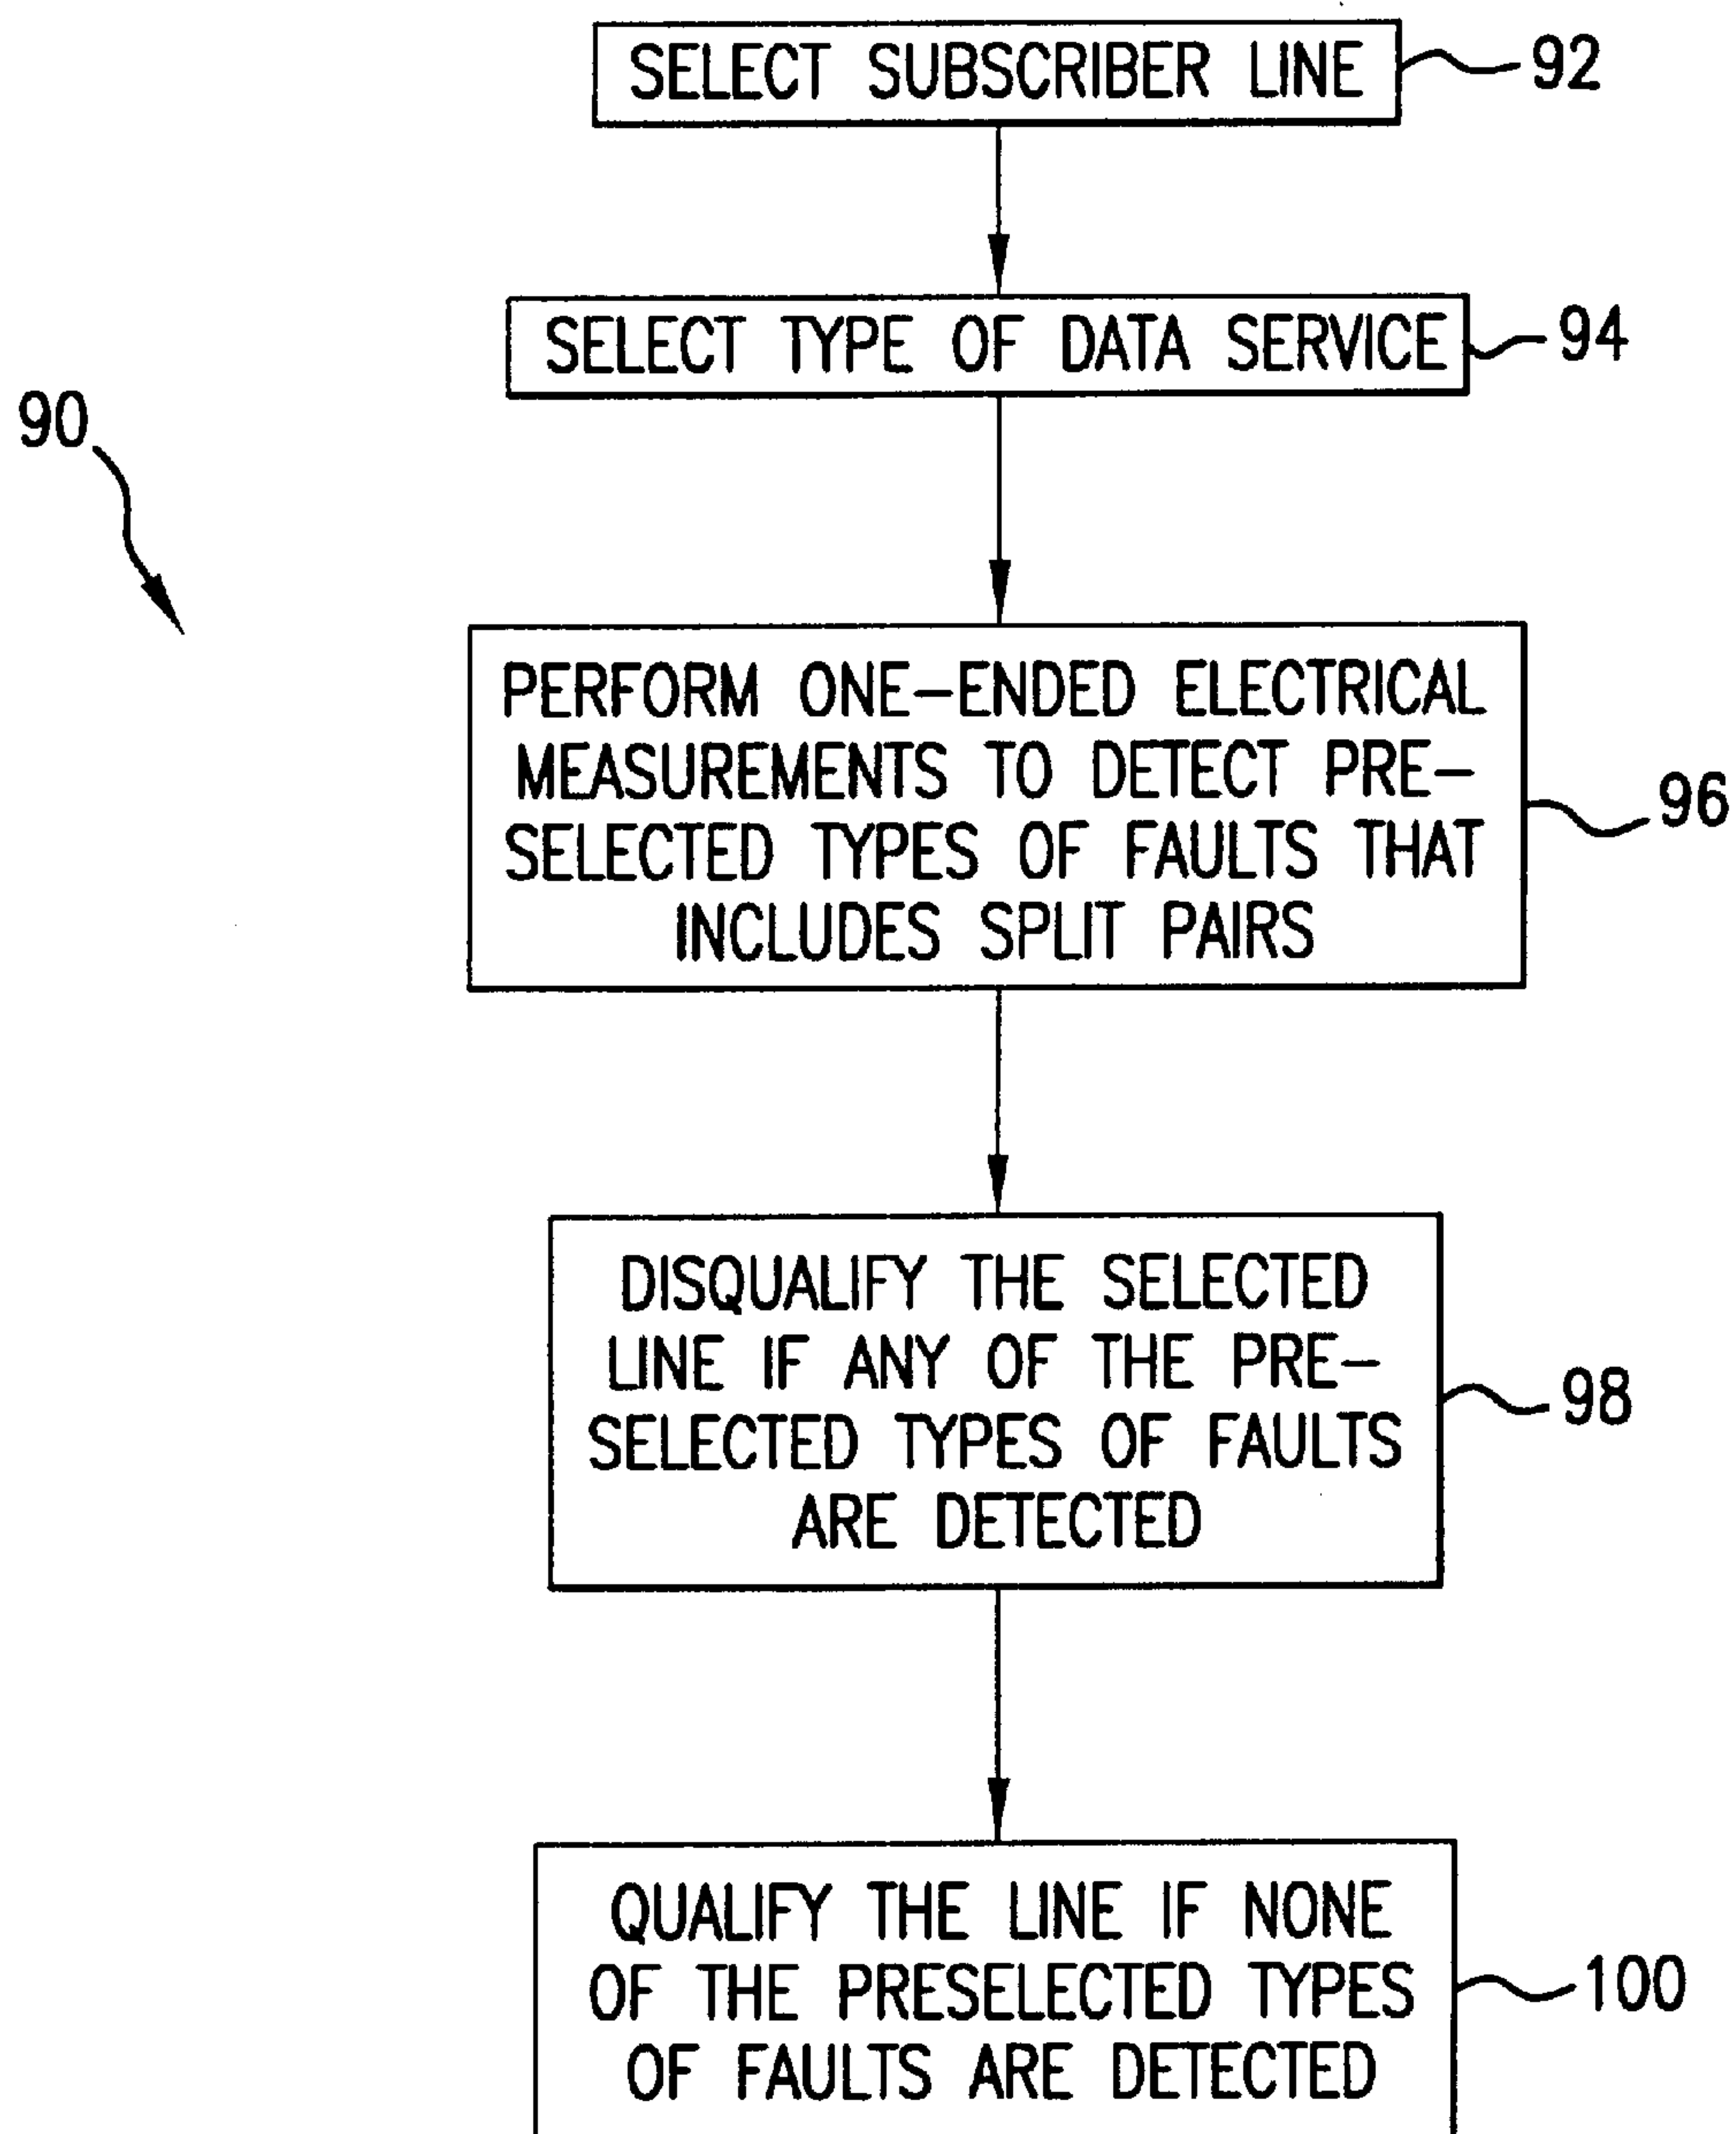 SELECT SUBSCRIBER LINE
92
SELECT TYPE OF DATA SERVICE
94
90
PERFORM ONE-ENDED ELECTRICAL
MEASUREMENTS TO DETECT PRE-
SELECTED TYPES OF FAULTS THAT
INCLUDES SPLIT PAIRS
96
DISQUALIFY THE SELECTED
LINE IF ANY OF THE PRE-
SELECTED TYPES OF FAULTS
ARE DETECTED
98
QUALIFY THE LINE IF NONE
OF THE PRESELECTED TYPES
OF FAULTS ARE DETECTED
100